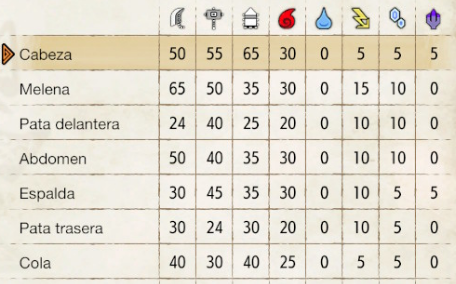 Cabeza 50 55 65 30 0 5 5 5
Melena 65 50 35 30 0 15 10 0
Pata delantera 24 40 25 20 0 10 10 0
Abdomen 50 40 35 30 0 10 10 0
Espalda 30 45 35 30 0 10 5 5
Pata trasera 30 24 30 20 0 10 5 0
Cola 40 30 40 25 0 5 5 0